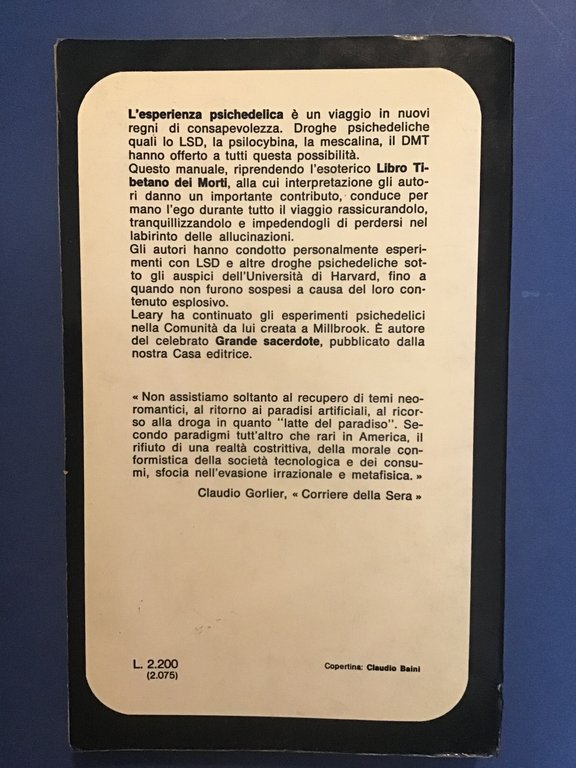 L'esperienza psichedelica è un viaggio in nuovi
regni di consapevolezza. Droghe psichedeliche
quali lo LSD, la psilocybina, la mescalina, il DMT
hanno offerto a tutti questa possibilità.
Questo manuale, riprendendo l'esoterico Libro Ti-
betano dei Morti, alla cui interpretazione gli auto-
ri danno un importante contributo, conduce per
mano l'ego durante tutto il viaggio rassicurandolo,
tranquillizzandolo e impedendogli di perdersi nel
labirinto delle allucinazioni.
Gli autori hanno condotto personalmente esperi-
menti con LSD e altre droghe psichedeliche sot-
to gli auspici dell'Università di Harvard, fino a
quando non furono sospesi a causa del loro con-
tenuto esplosivo.
Leary ha continuato gli esperimenti psichedelici
nella Comunità da lui creata a Millbrook. È autore
del celebrato Grande sacerdote, pubblicato dalla
nostra Casa editrice.
« Non assistiamo soltanto al recupero di temi neo-
romantici, al ritorno ai paradisi artificiali, al ricor-
so alla droga in quanto "latte del paradiso". Se-
condo paradigmi tutt'altro che rari in America, il
rifiuto di una realtà costrittiva, della morale con-
formistica della società tecnologica e dei consu-
mi, sfocia nell'evasione irrazionale e metafisica. »
Claudio Gorlier, « Corriere della Sera »
L. 2.200
(2.075)
Copertina: Claudio Baini